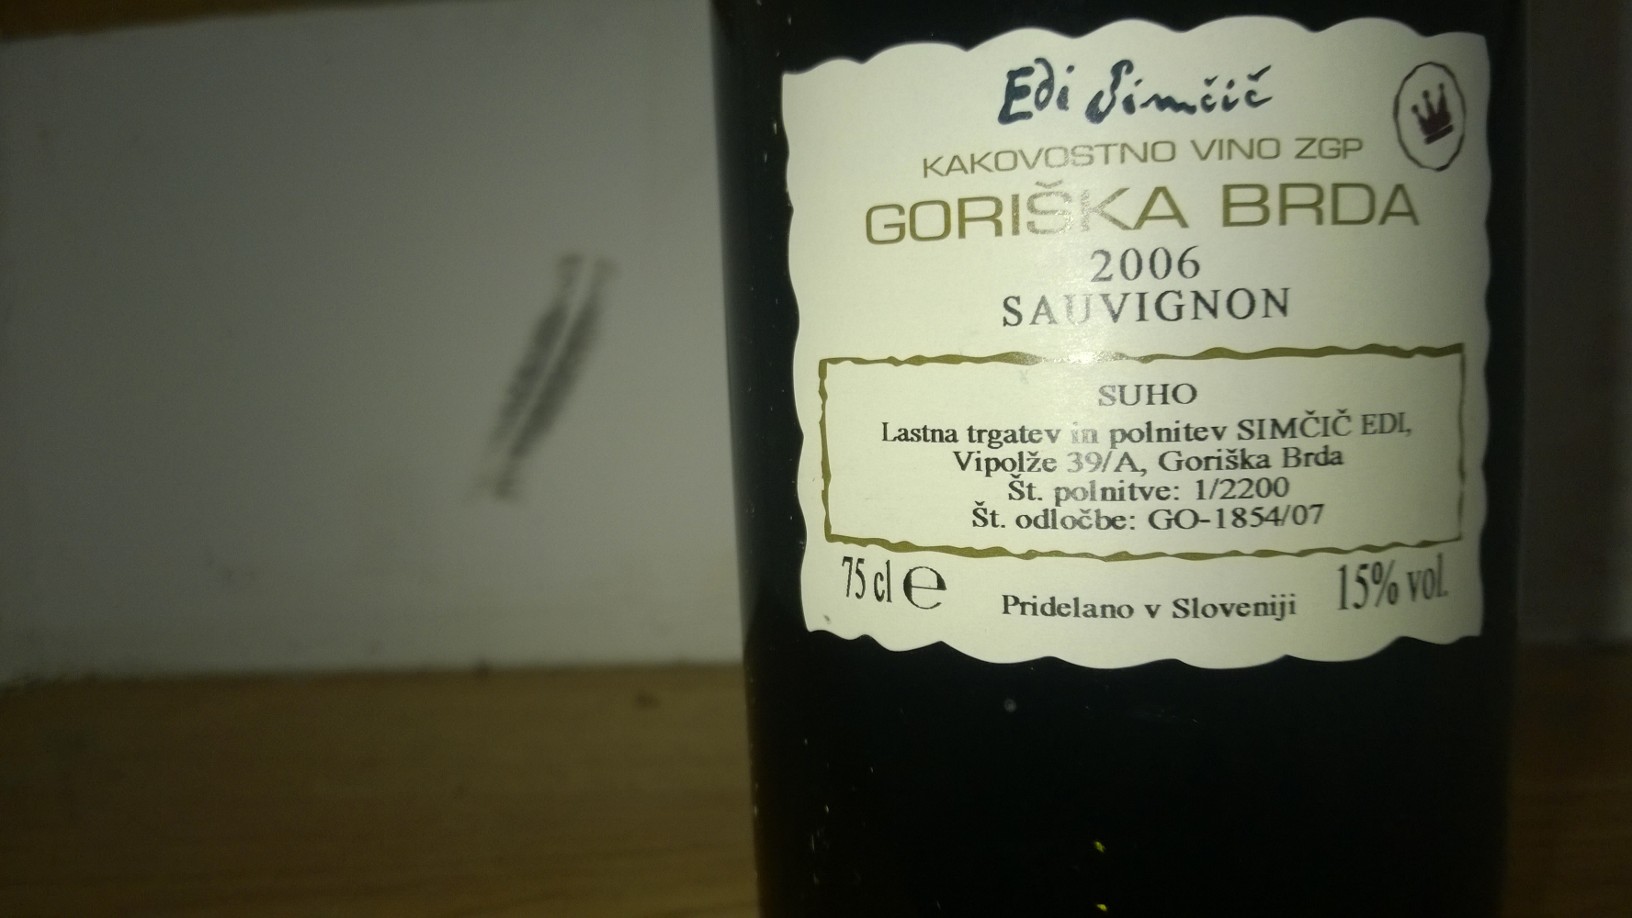 Edi Simčič
KAKOVOSTNO VINO ZGP
GORIŠKA BRDA
2006
SAUVIGNON
SUHO
Lastna trgatev in polnitev SIMČIČ EDI,
Vipolže 39/A, Goriška Brda
Št. polnitve: 1/2200
Št. odločbe: GO-1854/07
75 cl e
Pridelano v Sloveniji
15% vol.